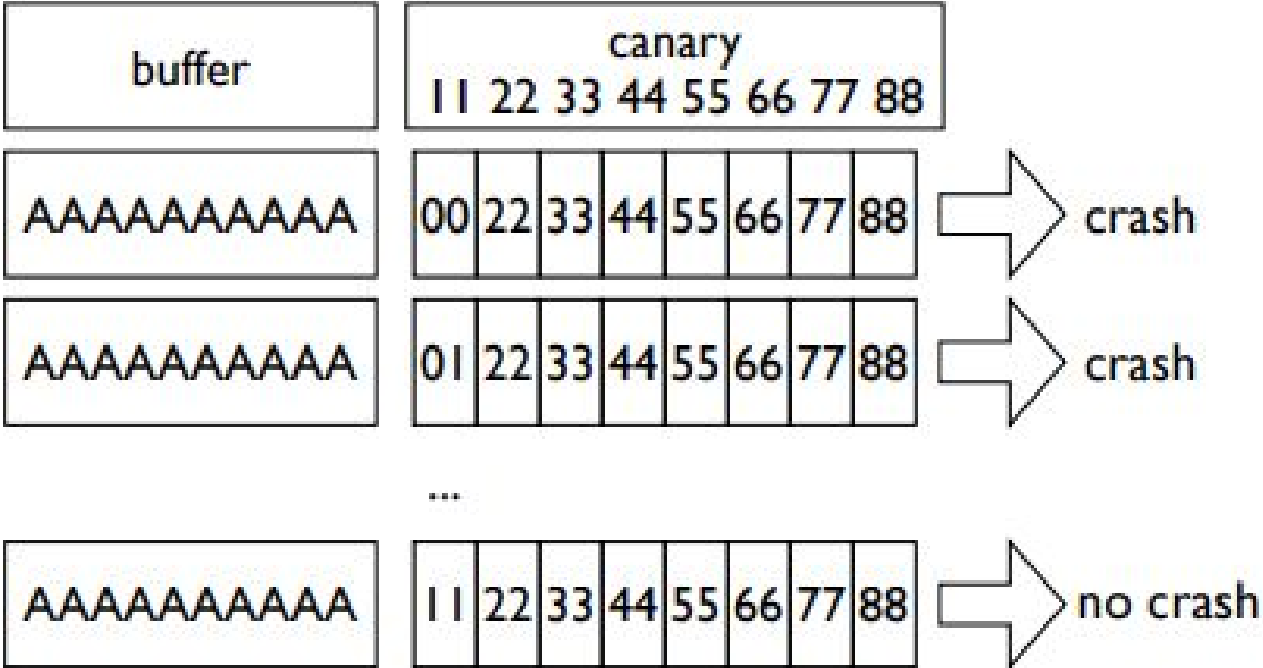 buffer
canary
11 22 33 44 55 66 77 88
AAAAAAAAAA 00 22 33 44 55 66 77 88 crash
AAAAAAAAAA 01 22 33 44 55 66 77 88 crash
...
AAAAAAAAAA 11 22 33 44 55 66 77 88 no crash